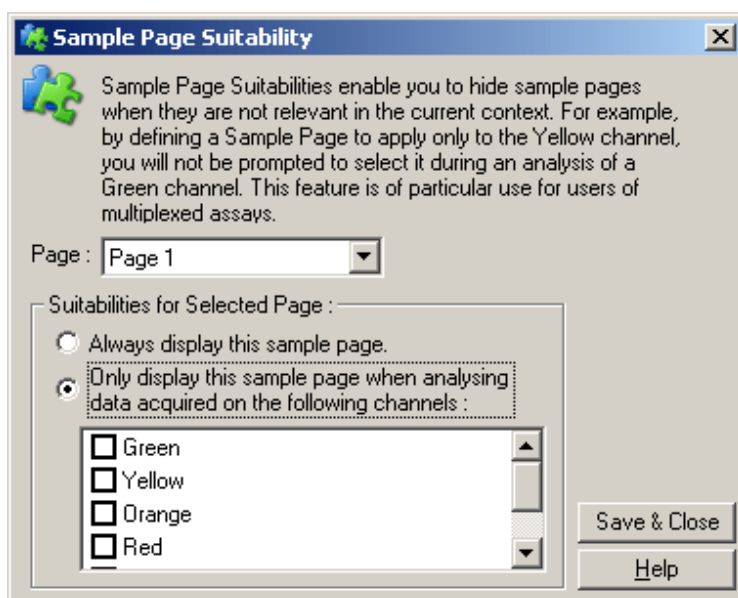 Sample Page Suitability
Sample Page Suitabilities enable you to hide sample pages
when they are not relevant in the current context. For example,
by defining a Sample Page to apply only to the Yellow channel,
you will not be prompted to select it during an analysis of a
Green channel. This feature is of particular use for users of
multiplexed assays.
Page : Page 1
Suitabilities for Selected Page :
Always display this sample page.
Only display this sample page when analysing
data acquired on the following channels :
Green
Yellow
Orange
Red
Save & Close
Help